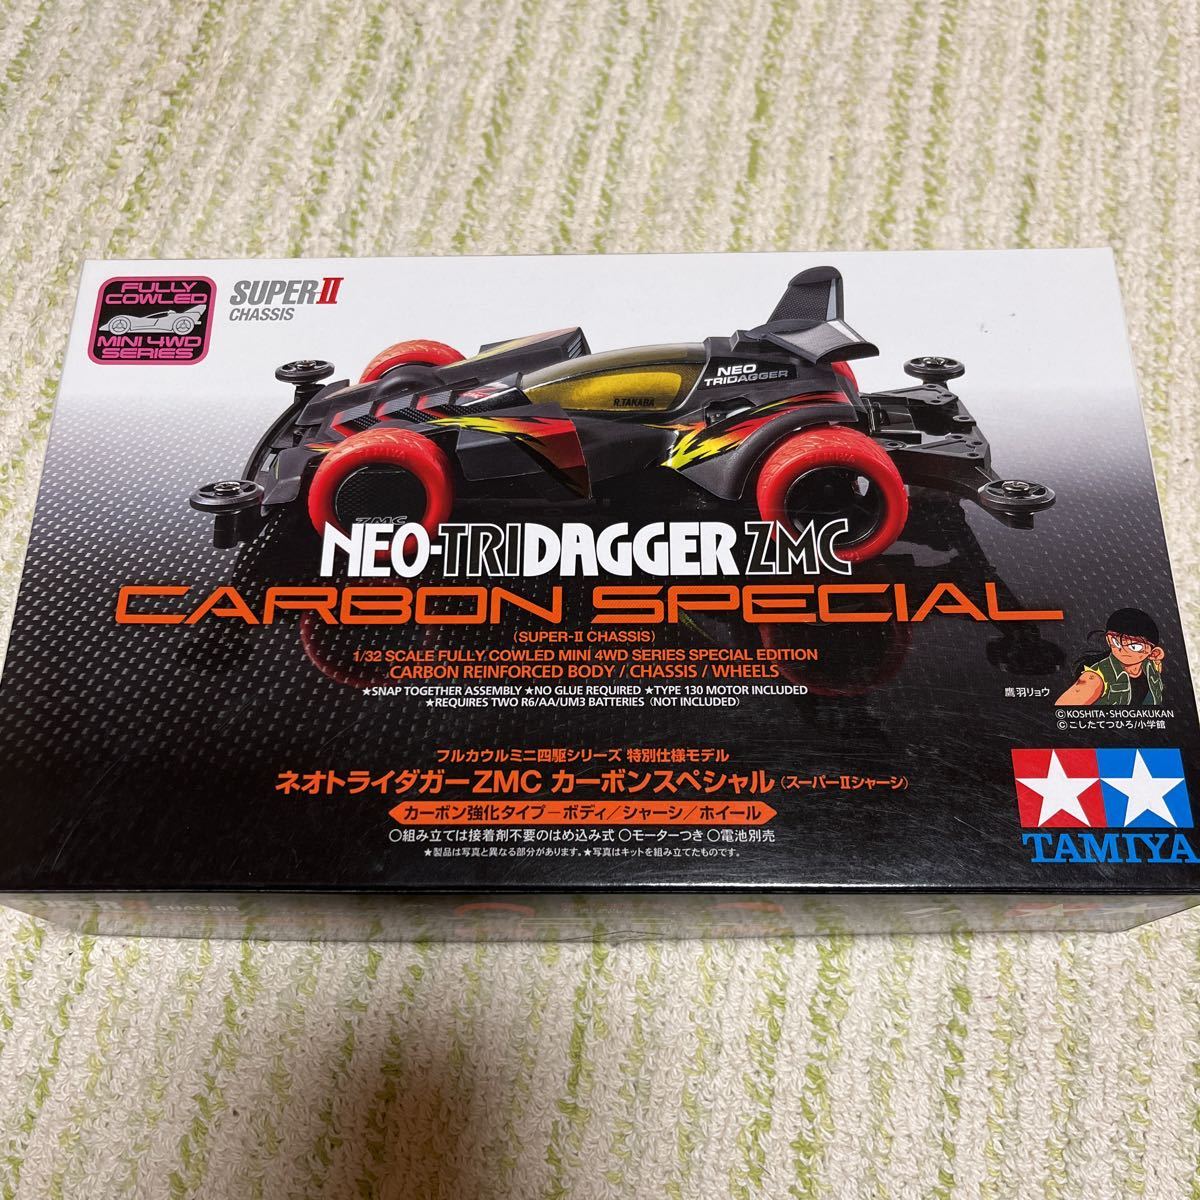 FULLY
COWLED
MINI 4WD
SERIES
SUPER-II
CHASSIS
NEO
TRIDAGGER
R.TAKABA
ZMC
NEO-TRIDAGGER ZMC
CARBON SPECIAL
(SUPER-II CHASSIS)
1/32 SCALE FULLY COWLED MINI 4WD SERIES SPECIAL EDITION
CARBON REINFORCED BODY / CHASSIS / WHEELS
★SNAP TOGETHER ASSEMBLY ★NO GLUE REQUIRED ★TYPE 130 MOTOR INCLUDED
★REQUIRES TWO R6/AA/UM3 BATTERIES (NOT INCLUDED)
鷹羽リョウ
©KOSHITA・SHOGAKUKAN
©こしたてつひろ/小学館
フルカウルミニ四駆シリーズ 特別仕様モデル
ネオトライダガーZMC カーボンスペシャル（スーパーIIシャーシ）
カーボン強化タイプ－ボディ／シャーシ／ホイール
○組み立ては接着剤不要のはめ込み式 ○モーターつき ○電池別売
★製品は写真と異なる部分があります。★写真はキットを組み立てたものです。
TAMIYA
CHASSIS